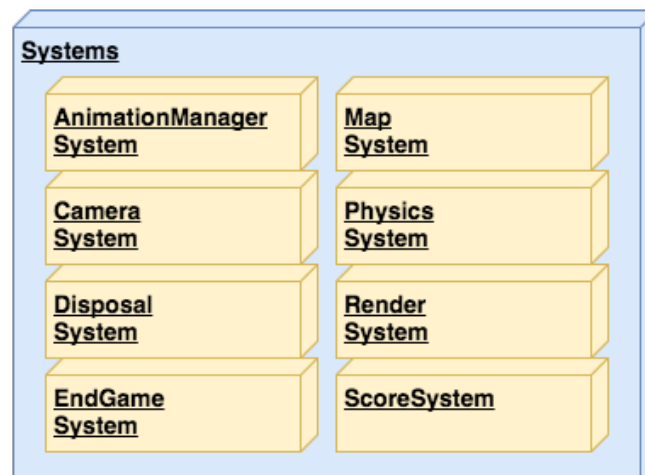 Systems
AnimationManager
System
Map
System
Camera
System
Physics
System
Disposal
System
Render
System
EndGame
System
ScoreSystem